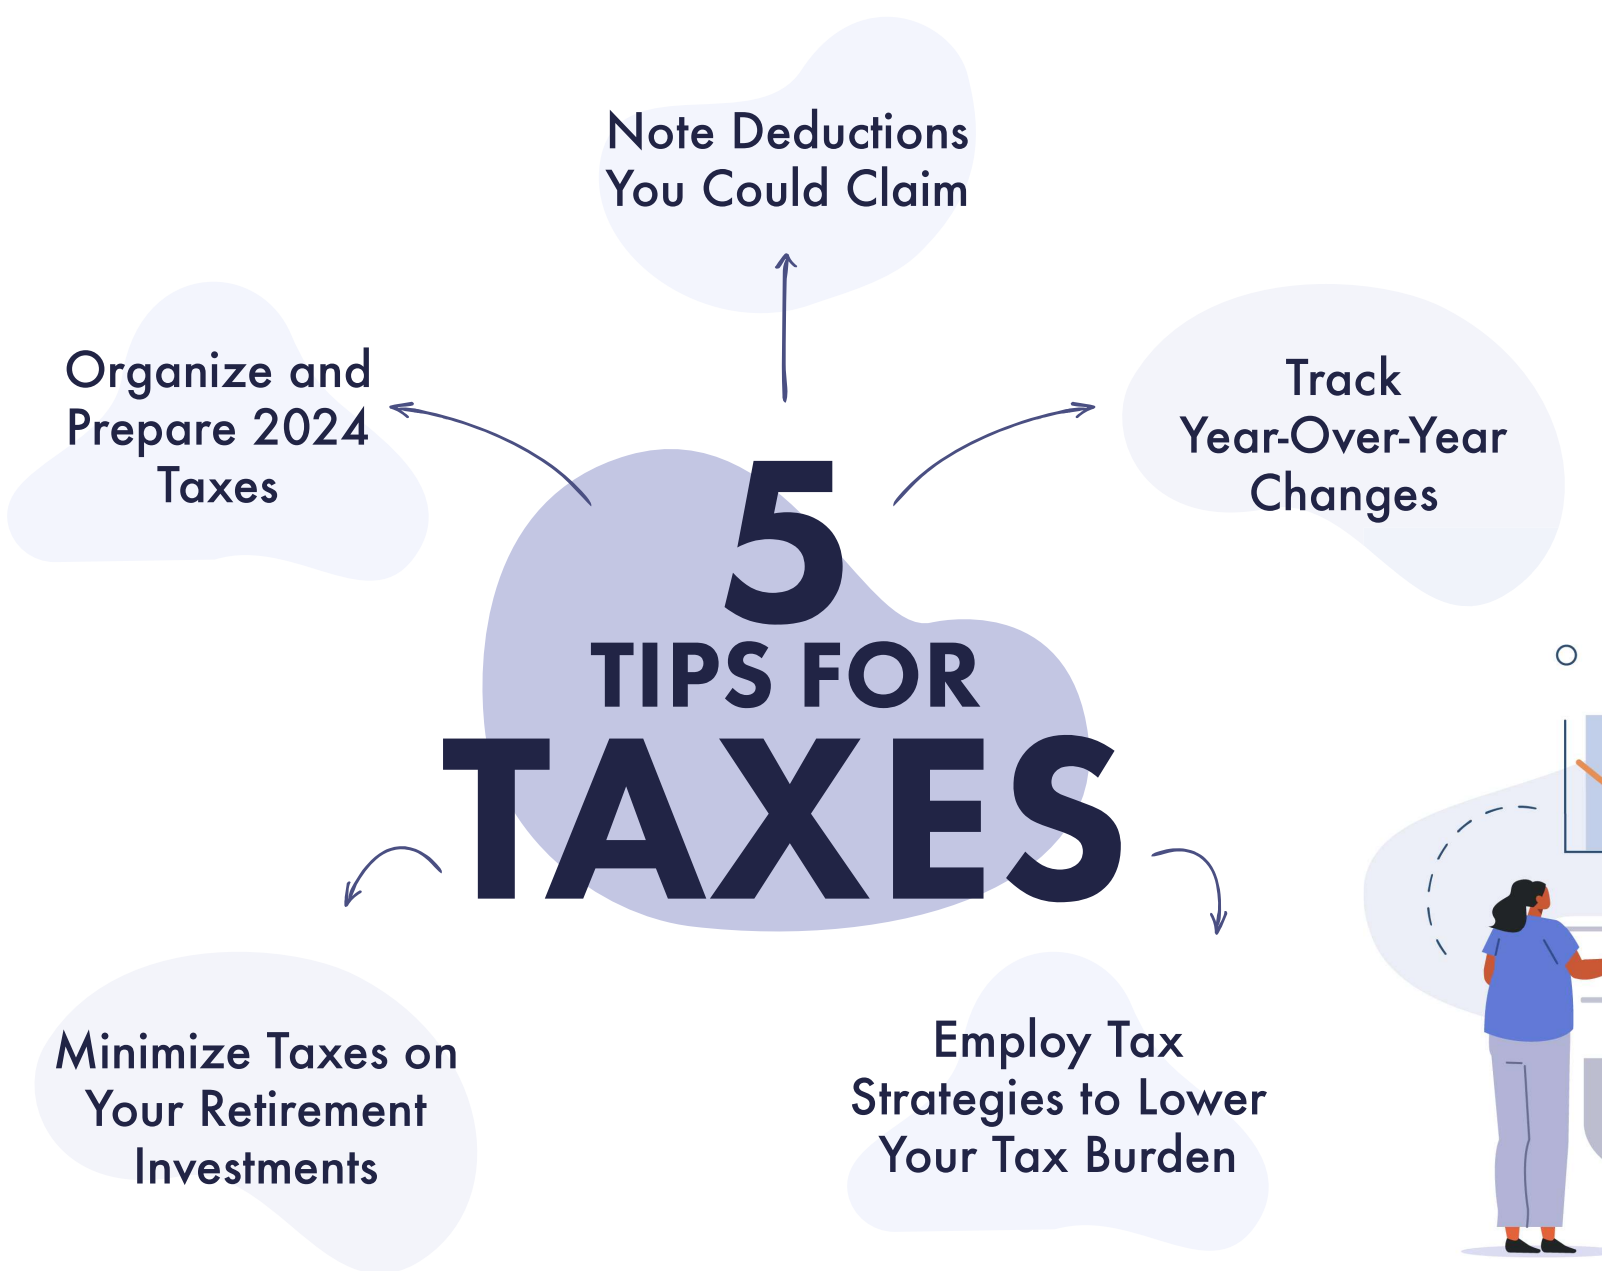 Note Deductions
You Could Claim
Organize and
Prepare 2024
Taxes
Track
Year-Over-Year
Changes
5
TIPS FOR
TAXES
Minimize Taxes on
Your Retirement
Investments
Employ Tax
Strategies to Lower
Your Tax Burden